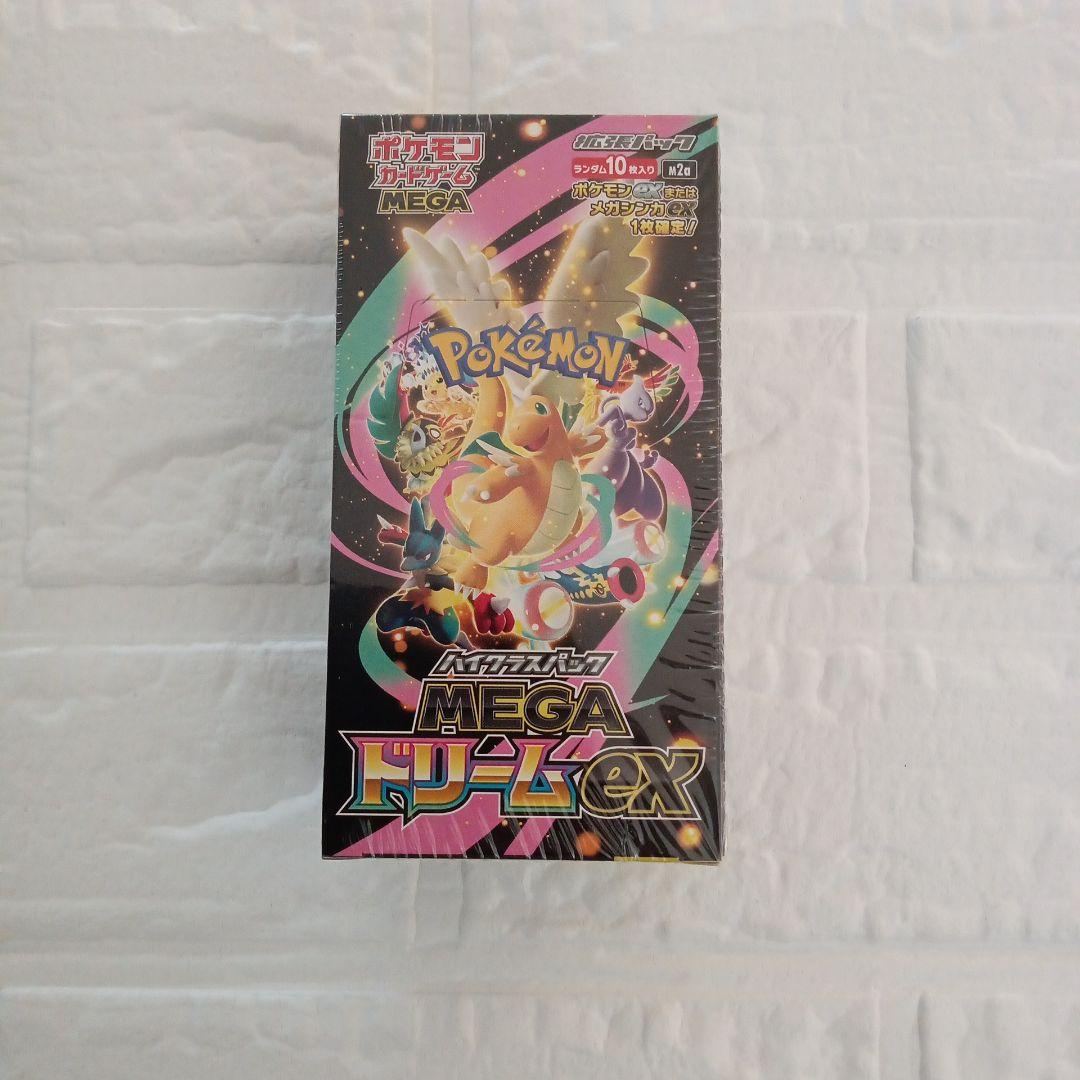 ポケモン
カードゲーム
MEGA
拡張パック
ランダム10枚入り
M2a
ポケモンexまたは
メガシンカex
1枚確定！
POKéMON
ハイクラスパック
MEGA
ドリームex